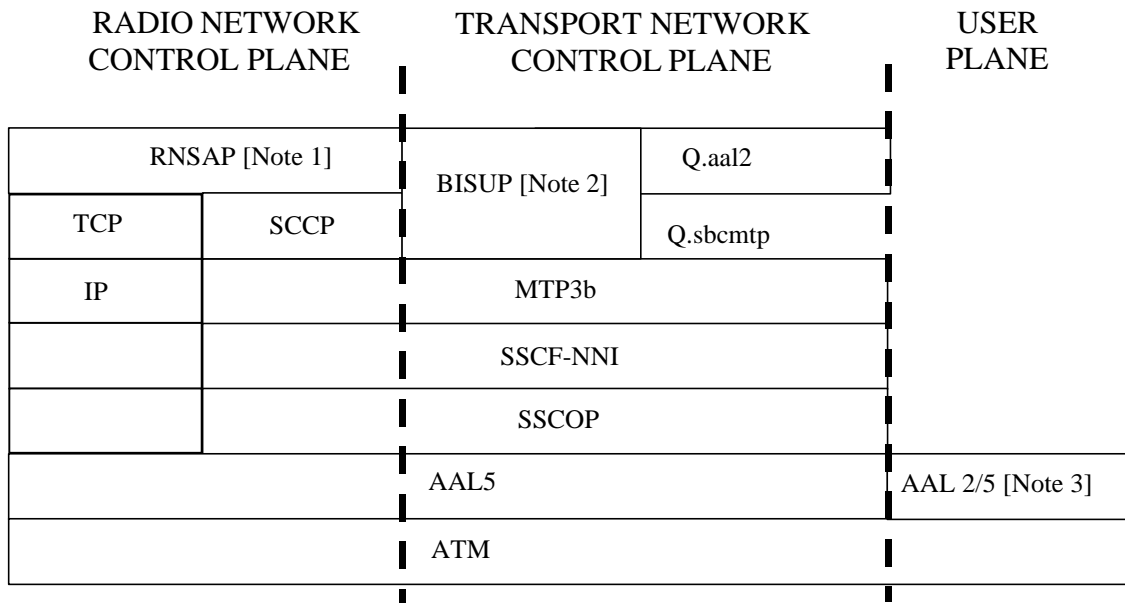 RADIO NETWORK
CONTROL PLANE
TRANSPORT NETWORK
CONTROL PLANE
USER
PLANE
RNSAP [Note 1]
BISUP [Note 2]
Q.aal2
TCP
SCCP
Q.sbcmtp
IP
MTP3b
SSCF-NNI
SSCOP
AAL5
AAL 2/5 [Note 3]
ATM